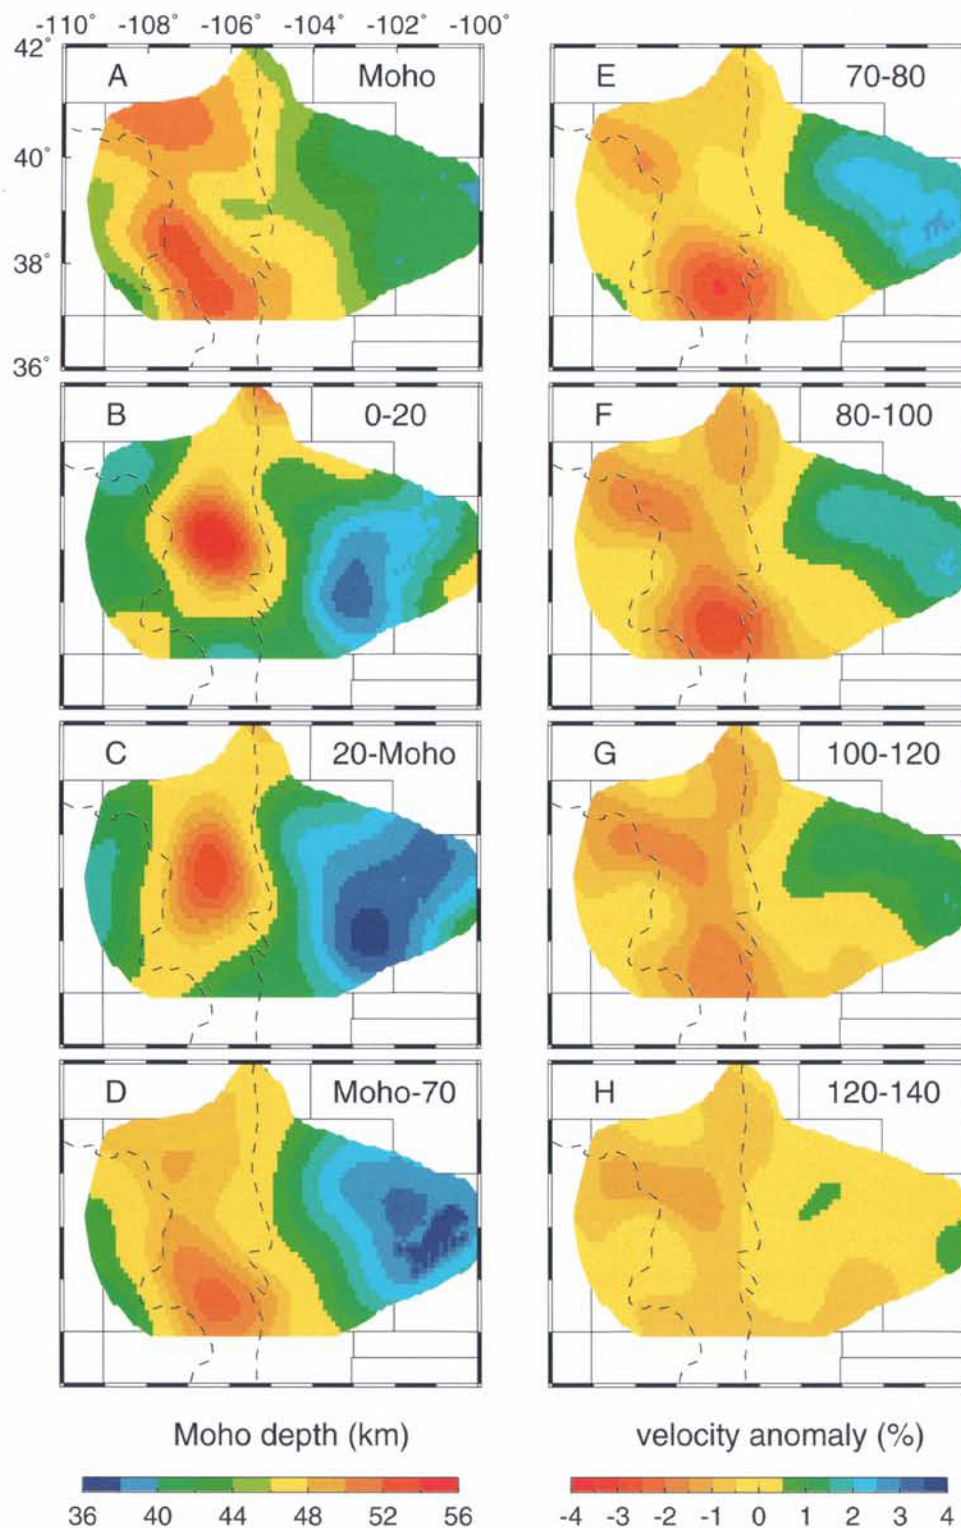 -110° -108° -106° -104° -102° -100°
42°
40°
38°
36°
A Moho
E 70-80
B 0-20
F 80-100
C 20-Moho
G 100-120
D Moho-70
H 120-140
Moho depth (km)
36 40 44 48 52 56
velocity anomaly (%)
-4 -3 -2 -1 0 1 2 3 4